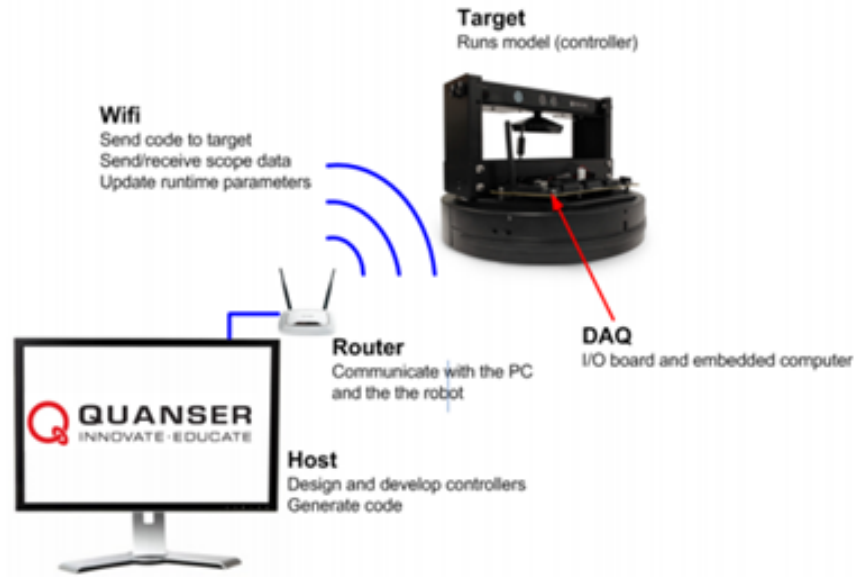 Target
Runs model (controller)
Wifi
Send code to target
Send/receive scope data
Update runtime parameters
Router
Communicate with the PC
and the the robot
DAQ
I/O board and embedded computer
QUANSER
INNOVATE·EDUCATE
Host
Design and develop controllers
Generate code